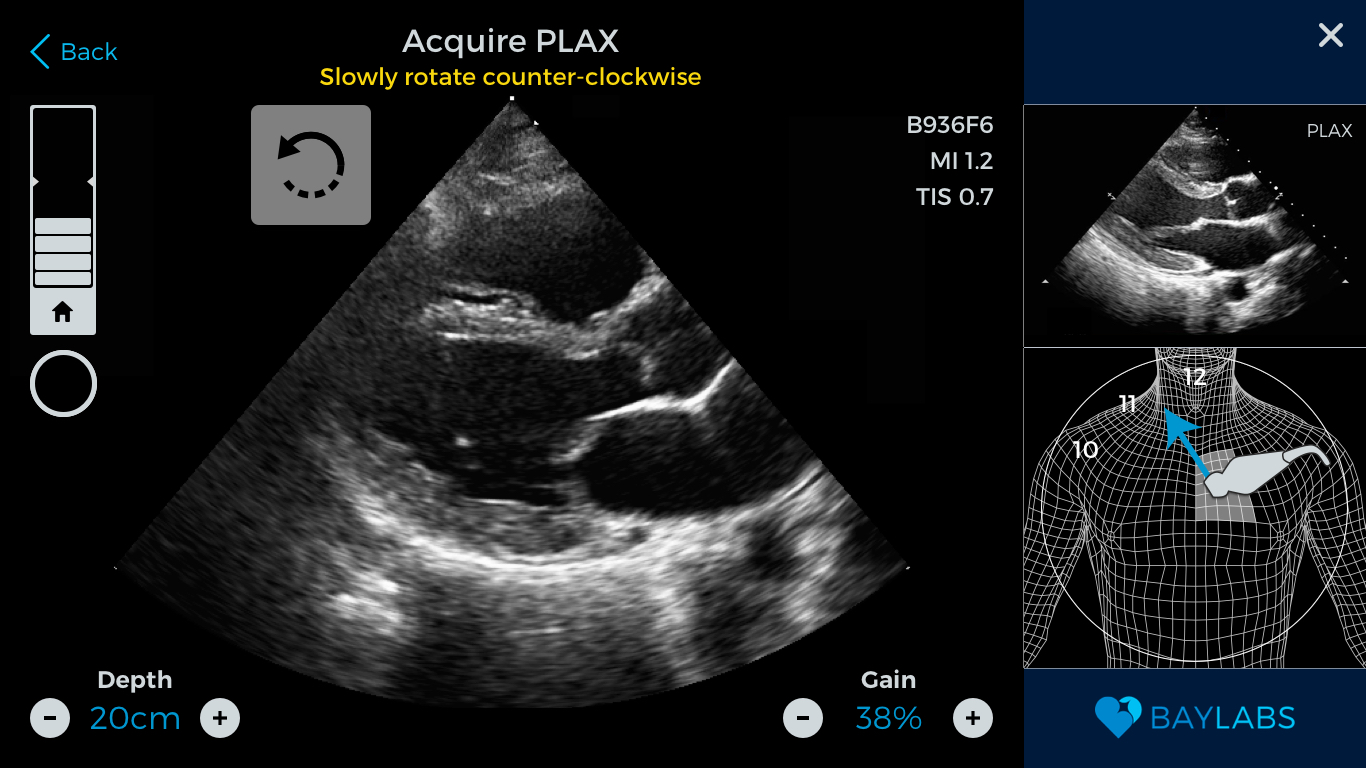 Back
Acquire PLAX
Slowly rotate counter-clockwise
B936F6
MI 1.2
TIS 0.7
Depth
- 20cm +
Gain
- 38% +
PLAX
12
11
10
BAYLABS